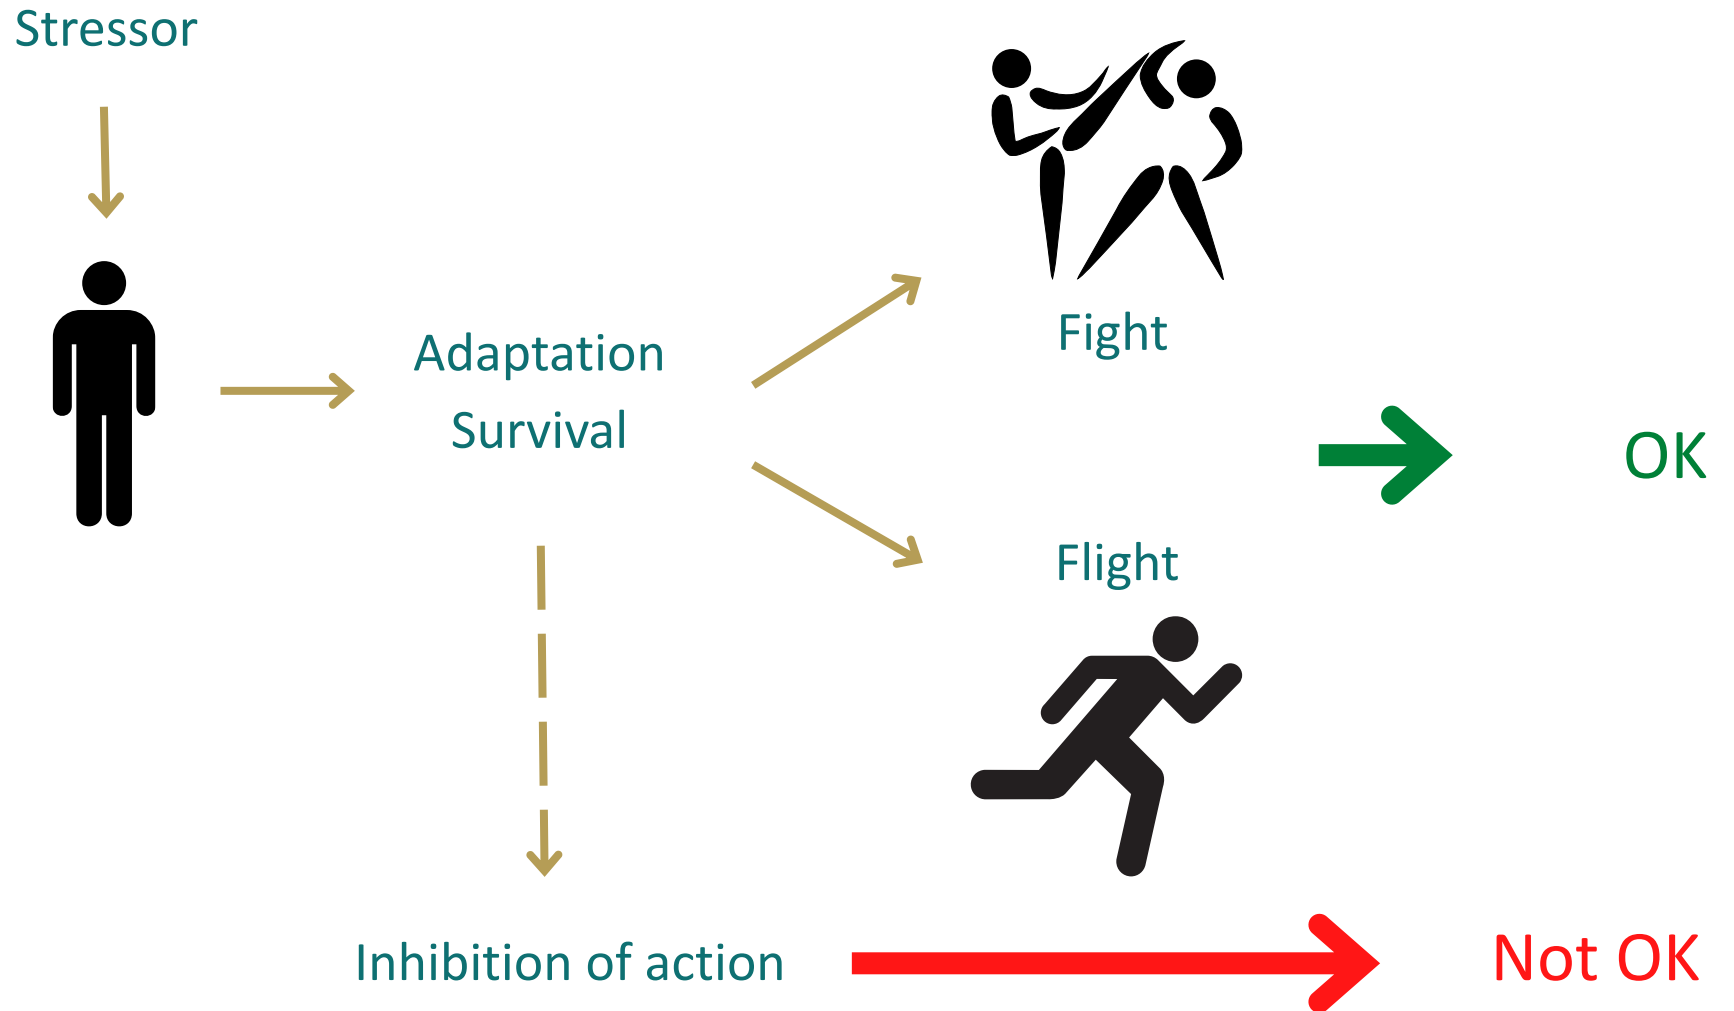 Stressor
Adaptation
Survival
Fight
OK
Flight
Inhibition of action
Not OK